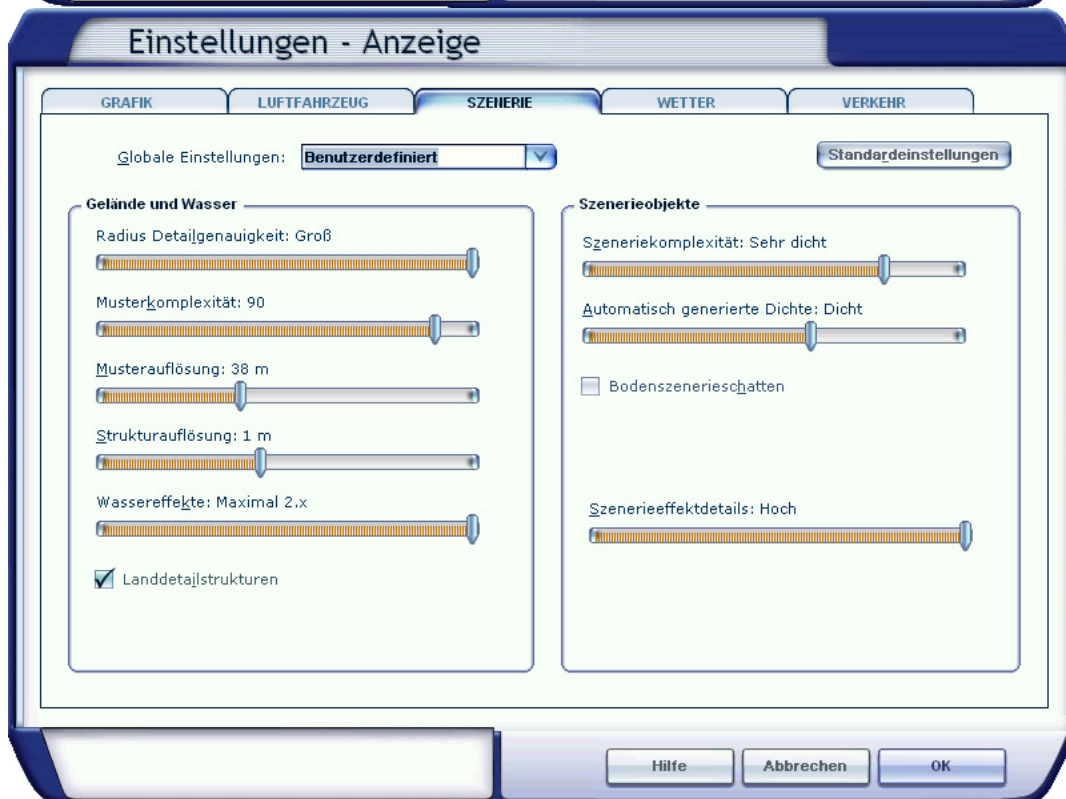 Einstellungen - Anzeige
GRAFIK LUFTFAHRZEUG SZENERIE WETTER VERKEHR
Globale Einstellungen: Benutzerdefiniert Standardeinstellungen
Gelände und Wasser
Radius Detailgenauigkeit: Groß
Musterkomplexität: 90
Musterauflösung: 38 m
Strukturauflösung: 1 m
Wassereffekte: Maximal 2.x
Landdetailstrukturen
Szenerieobjekte
Szeneriekomplexität: Sehr dicht
Automatisch generierte Dichte: Dicht
Bodenszenerieschatten
Szenerieeffektdetails: Hoch
Hilfe Abbrechen OK